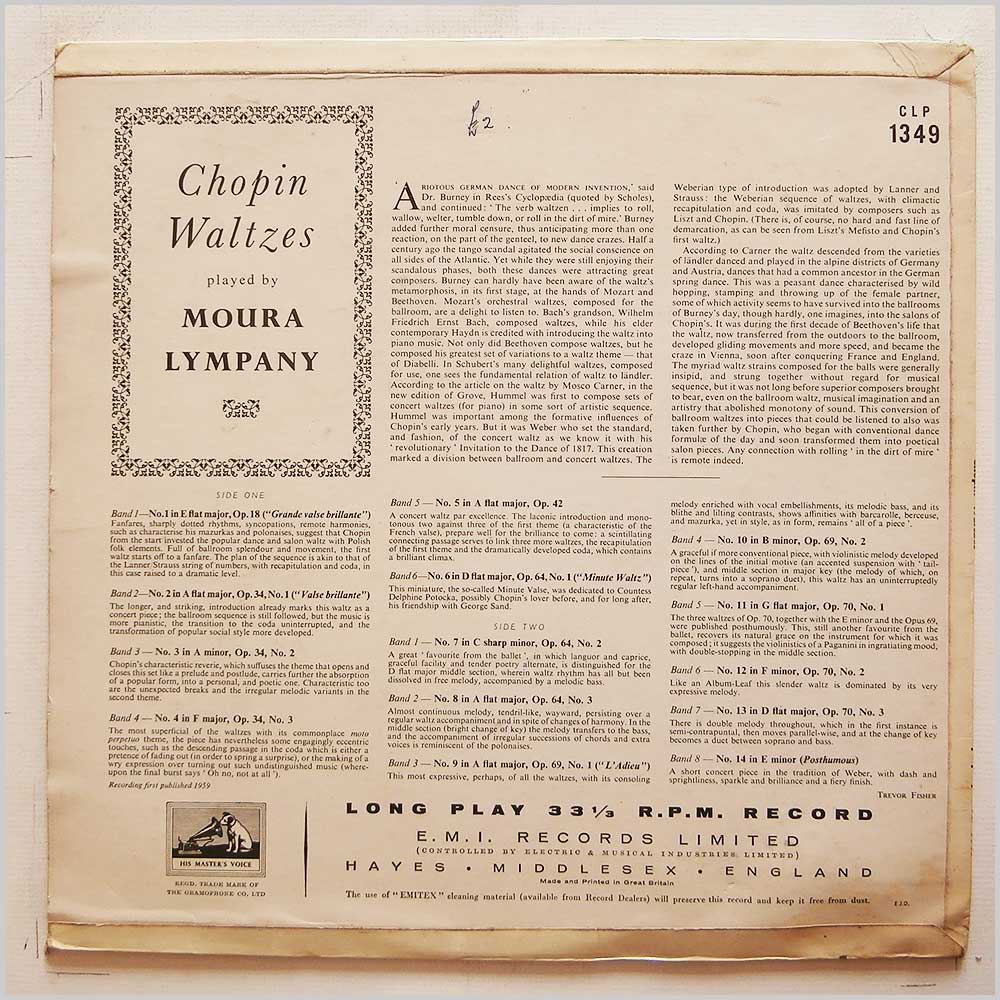 £2.
CLP
1349
Chopin
Waltzes
played by
MOURA
LYMPANY
‘A RIOTOUS GERMAN DANCE OF MODERN INVENTION,’ said
Dr. Burney in Rees's Cyclopædia (quoted by Scholes),
and continued: ‘ The verb waltzen . . . implies to roll,
wallow, welter, tumble down, or roll in the dirt of mire.’ Burney
added further moral censure, thus anticipating more than one
reaction, on the part of the genteel, to new dance crazes. Half a
century ago the tango scandal agitated the social conscience on
all sides of the Atlantic. Yet while they were still enjoying their
scandalous phases, both these dances were attracting great
composers. Burney can hardly have been aware of the waltz's
metamorphosis, in its first stage, at the hands of Mozart and
Beethoven. Mozart's orchestral waltzes, composed for the
ballroom, are a delight to listen to. Bach's grandson, Wilhelm
Friedrich Ernst Bach, composed waltzes, while his elder
contemporary Haydn is credited with introducing the waltz into
piano music. Not only did Beethoven compose waltzes, but he
composed his greatest set of variations to a waltz theme — that
of Diabelli. In Schubert's many delightful waltzes, composed
for use, one sees the fundamental relation of waltz to ländler.
According to the article on the waltz by Mosco Carner, in the
new edition of Grove, Hummel was first to compose sets of
concert waltzes (for piano) in some sort of artistic sequence.
Hummel was important among the formative influences of
Chopin's early years. But it was Weber who set the standard,
and fashion, of the concert waltz as we know it with his
‘ revolutionary ’ Invitation to the Dance of 1817. This creation
marked a division between ballroom and concert waltzes. The
Weberian type of introduction was adopted by Lanner and
Strauss: the Weberian sequence of waltzes, with climactic
recapitulation and coda, was imitated by composers such as
Liszt and Chopin. (There is, of course, no hard and fast line of
demarcation, as can be seen from Liszt's Mefisto and Chopin's
first waltz.)
According to Carner the waltz descended from the varieties
of ländler danced and played in the alpine districts of Germany
and Austria, dances that had a common ancestor in the German
spring dance. This was a peasant dance characterised by wild
hopping, stamping and throwing up of the female partner,
some of which activity seems to have survived into the ballrooms
of Burney's day, though hardly, one imagines, into the salons of
Chopin's. It was during the first decade of Beethoven's life that
the waltz, now transferred from the outdoors to the ballroom,
developed gliding movements and more speed, and became the
craze in Vienna, soon after conquering France and England.
The myriad waltz strains composed for the balls were generally
insipid, and strung together without regard for musical
sequence, but it was not long before superior composers brought
to bear, even on the ballroom waltz, musical imagination and an
artistry that abolished monotony of sound. This conversion of
ballroom waltzes into pieces that could be listened to also was
taken further by Chopin, who began with conventional dance
formulæ of the day and soon transformed them into poetical
salon pieces. Any connection with rolling ‘ in the dirt of mire ’
is remote indeed.
SIDE ONE
Band 1—No.1 in E flat major, Op. 18 (“Grande valse brillante”)
Fanfares, sharply dotted rhythms, syncopations, remote harmonies,
such as characterise his mazurkas and polonaises, suggest that Chopin
from the start invested the popular dance and salon waltz with Polish
folk elements. Full of ballroom splendour and movement, the first
waltz starts off to a fanfare. The plan of the sequence is akin to that of
the Lanner/Strauss string of numbers, with recapitulation and coda, in
this case raised to a dramatic level.
Band 2—No. 2 in A flat major, Op. 34, No. 1 (“Valse brillante”)
The longer, and striking, introduction already marks this waltz as a
concert piece; the ballroom sequence is still followed, but the music is
more pianistic, the transition to the coda uninterrupted, and the
transformation of popular social style more developed.
Band 3 — No. 3 in A minor, Op. 34, No. 2
Chopin's characteristic reverie, which suffuses the theme that opens and
closes this set like a prelude and postlude, carries further the absorption
of a popular form, into a personal, and poetic one. Characteristic too
are the unexpected breaks and the irregular melodic variants in the
second theme.
Band 4 — No. 4 in F major, Op. 34, No. 3
The most superficial of the waltzes with its commonplace moto
perpetuo theme, the piece has nevertheless some engagingly eccentric
touches, such as the descending passage in the coda which is either a
pretence of fading out (in order to spring a surprise), or the making of a
wry expression over turning out such undistinguished music (where-
upon the final burst says ‘ Oh no, not at all ’).
Recording first published 1959
Band 5 — No. 5 in A flat major, Op. 42
A concert waltz par excellence. The laconic introduction and mono-
tonous two against three of the first theme (a characteristic of the
French valse), prepare well for the brilliance to come: a scintillating
connecting passage serves to link three more waltzes, the recapitulation
of the first theme and the dramatically developed coda, which contains
a brilliant climax.
Band 6—No. 6 in D flat major, Op. 64, No. 1 (“Minute Waltz”)
This miniature, the so-called Minute Valse, was dedicated to Countess
Delphine Potocka, possibly Chopin's lover before, and for long after,
his friendship with George Sand.
SIDE TWO
Band 1 — No. 7 in C sharp minor, Op. 64, No. 2
A great ‘ favourite from the ballet ’, in which languor and caprice,
graceful facility and tender poetry alternate, is distinguished for the
D flat major middle section, wherein waltz rhythm has all but been
dissolved in free melody, accompanied by a melodic bass.
Band 2 — No. 8 in A flat major, Op. 64, No. 3
Almost continuous melody, tendril-like, wayward, persisting over a
regular waltz accompaniment and in spite of changes of harmony. In the
middle section (bright change of key) the melody transfers to the bass,
and the accompaniment of irregular successions of chords and extra
voices is reminiscent of the polonaises.
Band 3 — No. 9 in A flat major, Op. 69, No. 1 (“L'Adieu”)
This most expressive, perhaps, of all the waltzes, with its consoling
melody enriched with vocal embellishments, its melodic bass, and its
blithe and lilting contrasts, shows affinities with barcarolle, berceuse,
and mazurka, yet in style, as in form, remains ‘ all of a piece ’.
Band 4 — No. 10 in B minor, Op. 69, No. 2
A graceful if more conventional piece, with violinistic melody developed
on the lines of the initial motive (an accented suspension with ‘ tail-
piece ’), and middle section in major key (the melody of which, on
repeat, turns into a soprano duet), this waltz has an uninterruptedly
regular left-hand accompaniment.
Band 5 — No. 11 in G flat major, Op. 70, No. 1
The three waltzes of Op. 70, together with the E minor and the Opus 69,
were published posthumously. This, still another favourite from the
ballet, recovers its natural grace on the instrument for which it was
composed; it suggests the violinistics of a Paganini in ingratiating mood,
with double-stopping in the middle section.
Band 6 — No. 12 in F minor, Op. 70, No. 2
Like an Album-Leaf this slender waltz is dominated by its very
expressive melody.
Band 7 — No. 13 in D flat major, Op. 70, No. 3
There is double melody throughout, which in the first instance is
semi-contrapuntal, then moves parallel-wise, and at the change of key
becomes a duet between soprano and bass.
Band 8 — No. 14 in E minor (Posthumous)
A short concert piece in the tradition of Weber, with dash and
sprightliness, sparkle and brilliance and a fiery finish.
TREVOR FISHER
HIS MASTER'S VOICE
REGD. TRADE MARK OF
THE GRAMOPHONE CO. LTD
LONG PLAY 33⅓ R.P.M. RECORD
E.M.I. RECORDS LIMITED
(CONTROLLED BY ELECTRIC & MUSICAL INDUSTRIES LIMITED)
HAYES • MIDDLESEX • ENGLAND
Made and Printed in Great Britain
The use of “EMITEX” cleaning material (available from Record Dealers) will preserve this record and keep it free from dust.
E.J.D.